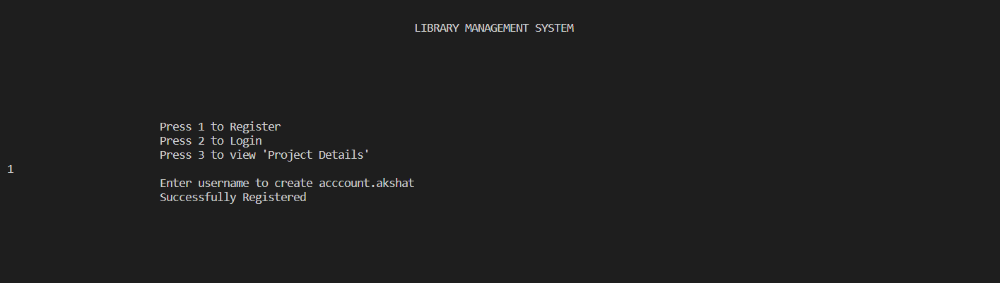 LIBRARY MANAGEMENT SYSTEM
Press 1 to Register
Press 2 to Login
Press 3 to view 'Project Details'
1
Enter username to create acccount.akshat
Successfully Registered